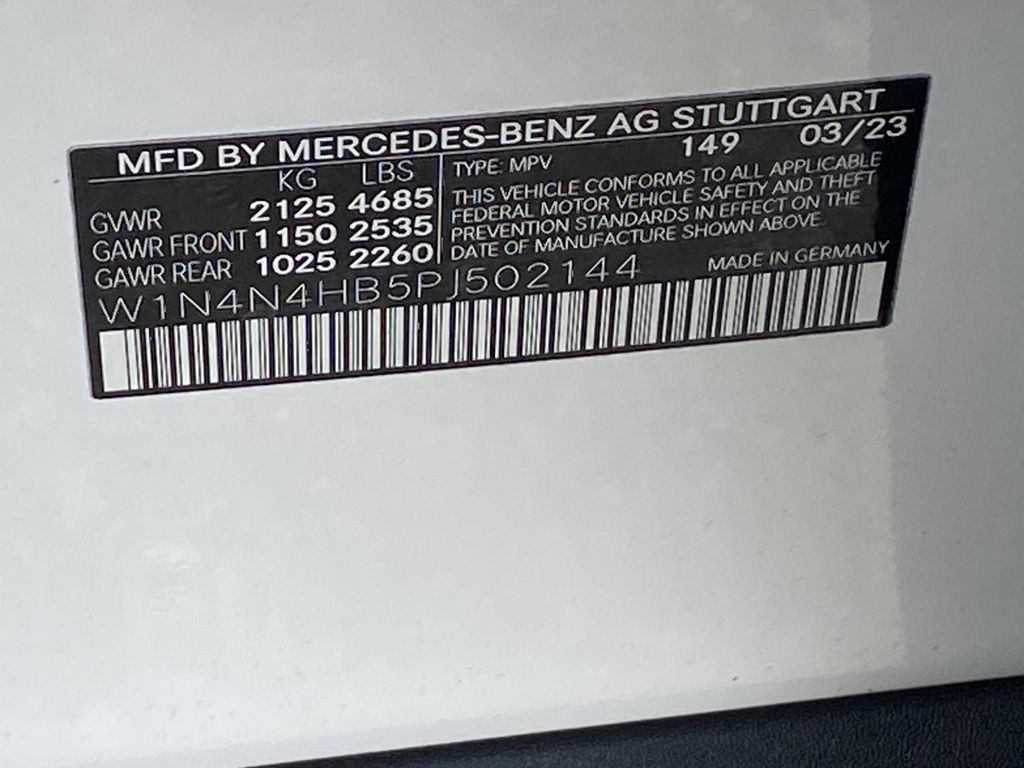 MFD BY MERCEDES-BENZ AG STUTTGART
KG LBS
GVWR 2125 4685
GAWR FRONT 1150 2535
GAWR REAR 1025 2260
TYPE: MPV 149 03/23
THIS VEHICLE CONFORMS TO ALL APPLICABLE
FEDERAL MOTOR VEHICLE SAFETY AND THEFT
PREVENTION STANDARDS IN EFFECT ON THE
DATE OF MANUFACTURE SHOWN ABOVE.
W1N4N4HB5PJ502144
MADE IN GERMANY